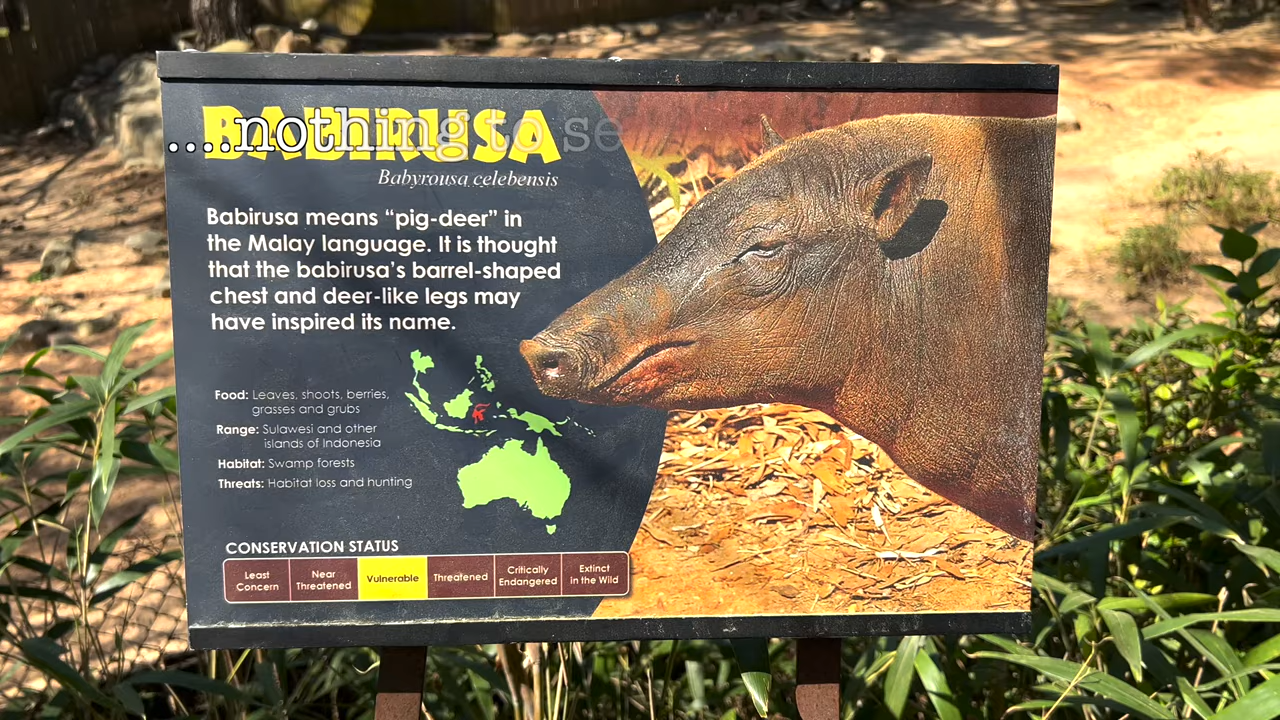 BABIRUSA
....nothing to se
Babyrousa celebensis
Babirusa means “pig-deer” in
the Malay language. It is thought
that the babirusa’s barrel-shaped
chest and deer-like legs may
have inspired its name.
Food: Leaves, shoots, berries,
grasses and grubs
Range: Sulawesi and other
islands of Indonesia
Habitat: Swamp forests
Threats: Habitat loss and hunting
CONSERVATION STATUS
Least
Concern
Near
Threatened
Vulnerable
Threatened
Critically
Endangered
Extinct
in the Wild